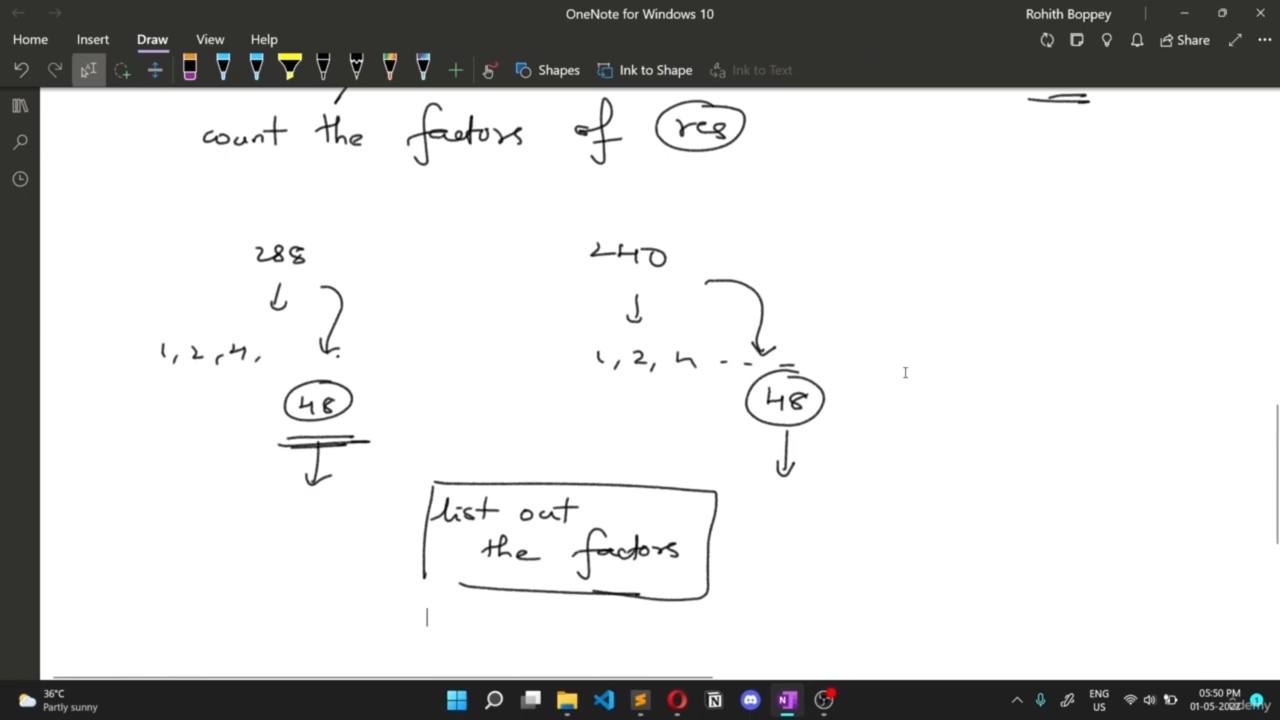 OneNote for Windows 10
Rohith Boppey
Home Insert Draw View Help
Share
Shapes Ink to Shape Ink to Text
count the factors of res
288 240
1, 2, 4, 1, 2, 4 - - -
48 48
list out
the factors
36°C
Partly sunny
ENG
US
05:50 PM
01-05-2022
udemy